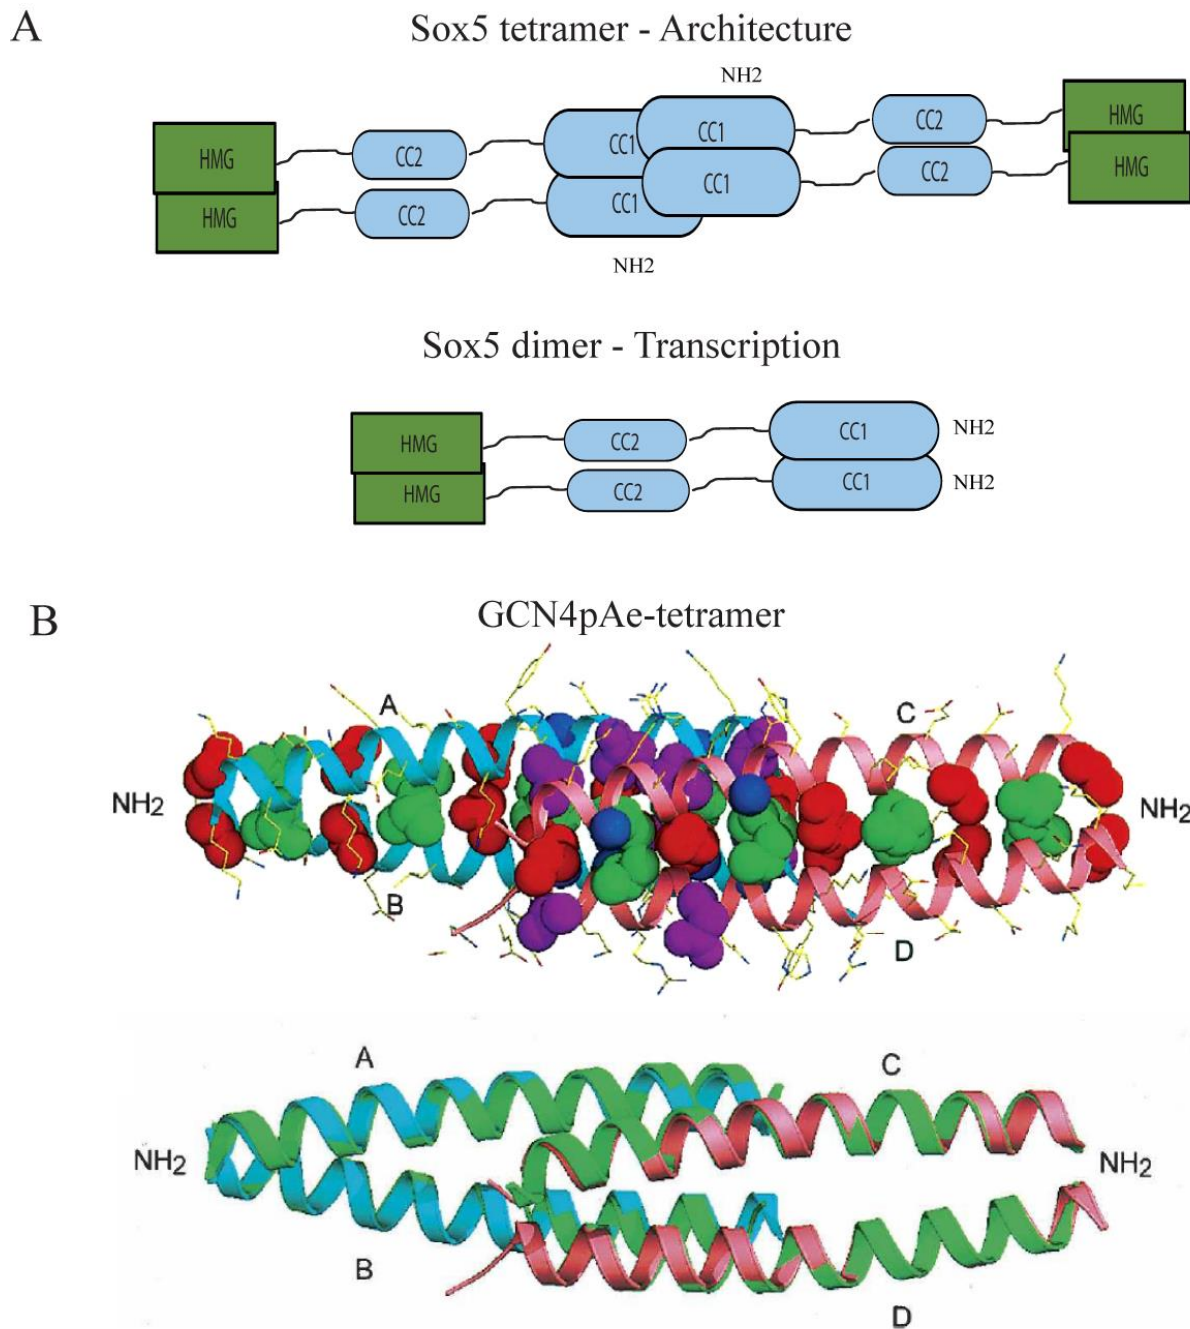 A
Sox5 tetramer - Architecture
NH2
HMG
CC2
CC1
CC1
CC2
HMG
HMG
CC2
CC1
CC1
CC2
HMG
NH2
Sox5 dimer - Transcription
HMG
CC2
CC1
NH2
HMG
CC2
CC1
NH2
B
GCN4pAe-tetramer
A
C
NH2
NH2
B
D
A
C
NH2
NH2
B
D